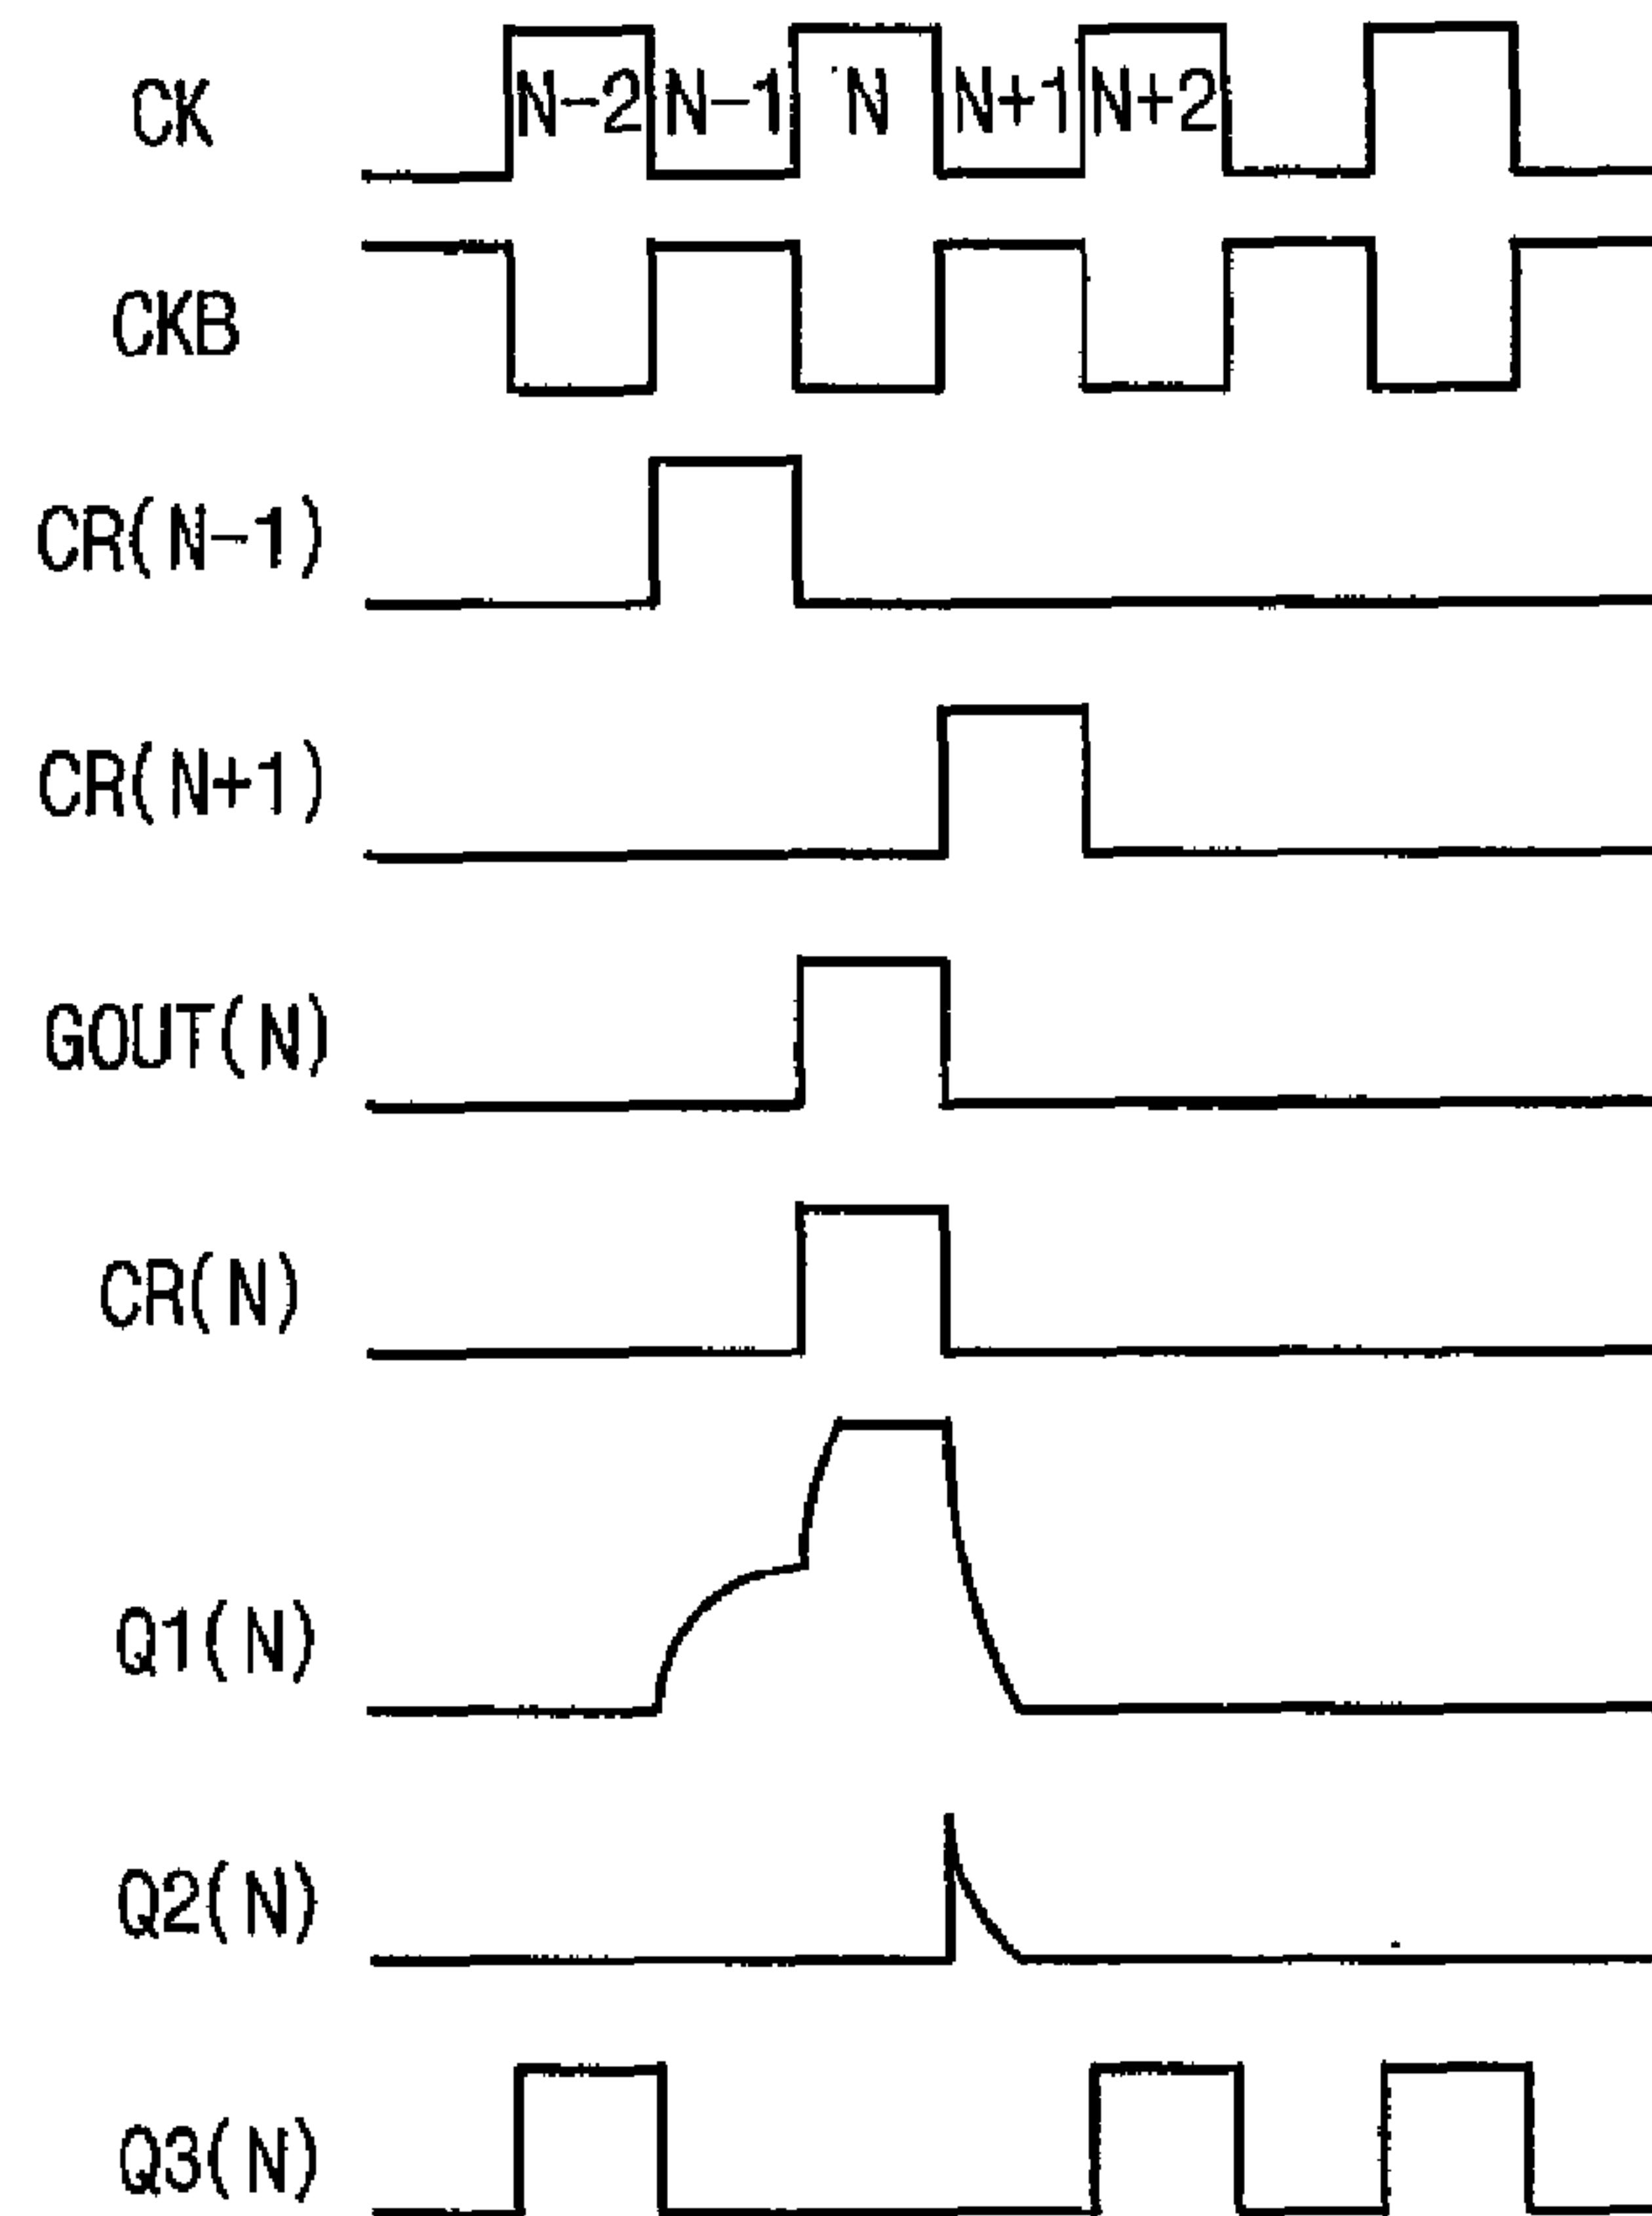 CK N-2 N-1 N N+1 N+2
CKB
CR(N-1)
CR(N+1)
GOUT(N)
CR(N)
Q1(N)
Q2(N)
Q3(N)